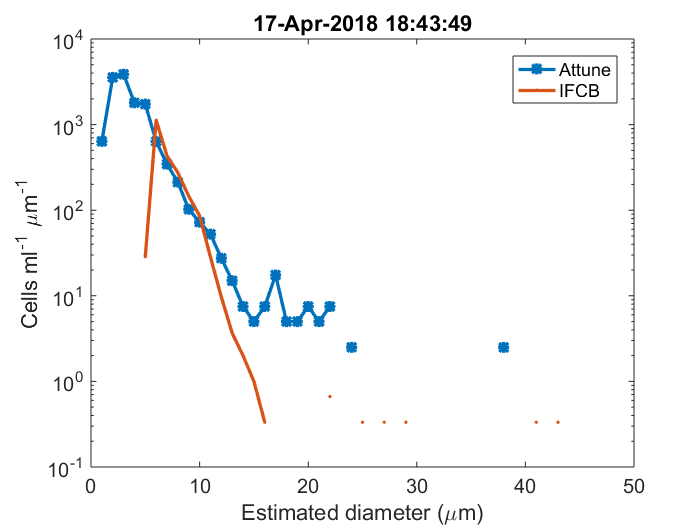 17-Apr-2018 18:43:49
10^4
10^3
10^2
10^1
10^0
10^-1
Cells ml^-1 μm^-1
Attune
IFCB
0 10 20 30 40 50
Estimated diameter (μm)